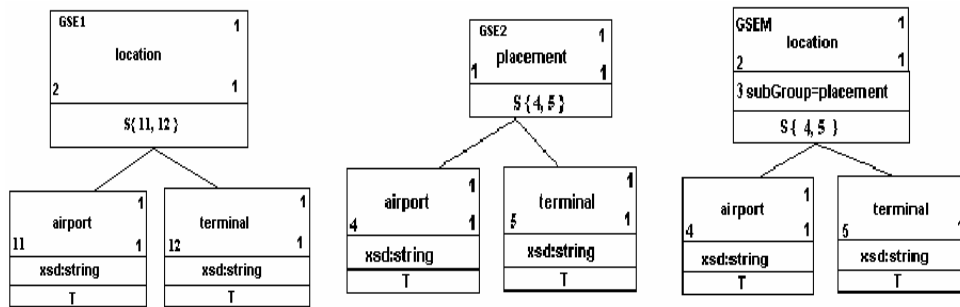 GSE1
1
location
2
1
S{ 11, 12 }
airport
1
11
1
xsd:string
T
terminal
1
12
1
xsd:string
T
GSE2
1
placement
1
1
S { 4, 5 }
airport
1
4
1
xsd:string
T
terminal
1
5
1
xsd:string
T
GSEM
1
location
2
1
3 subGroup=placement
S { 4, 5 }
airport
1
4
1
xsd:string
T
terminal
1
5
1
xsd:string
T